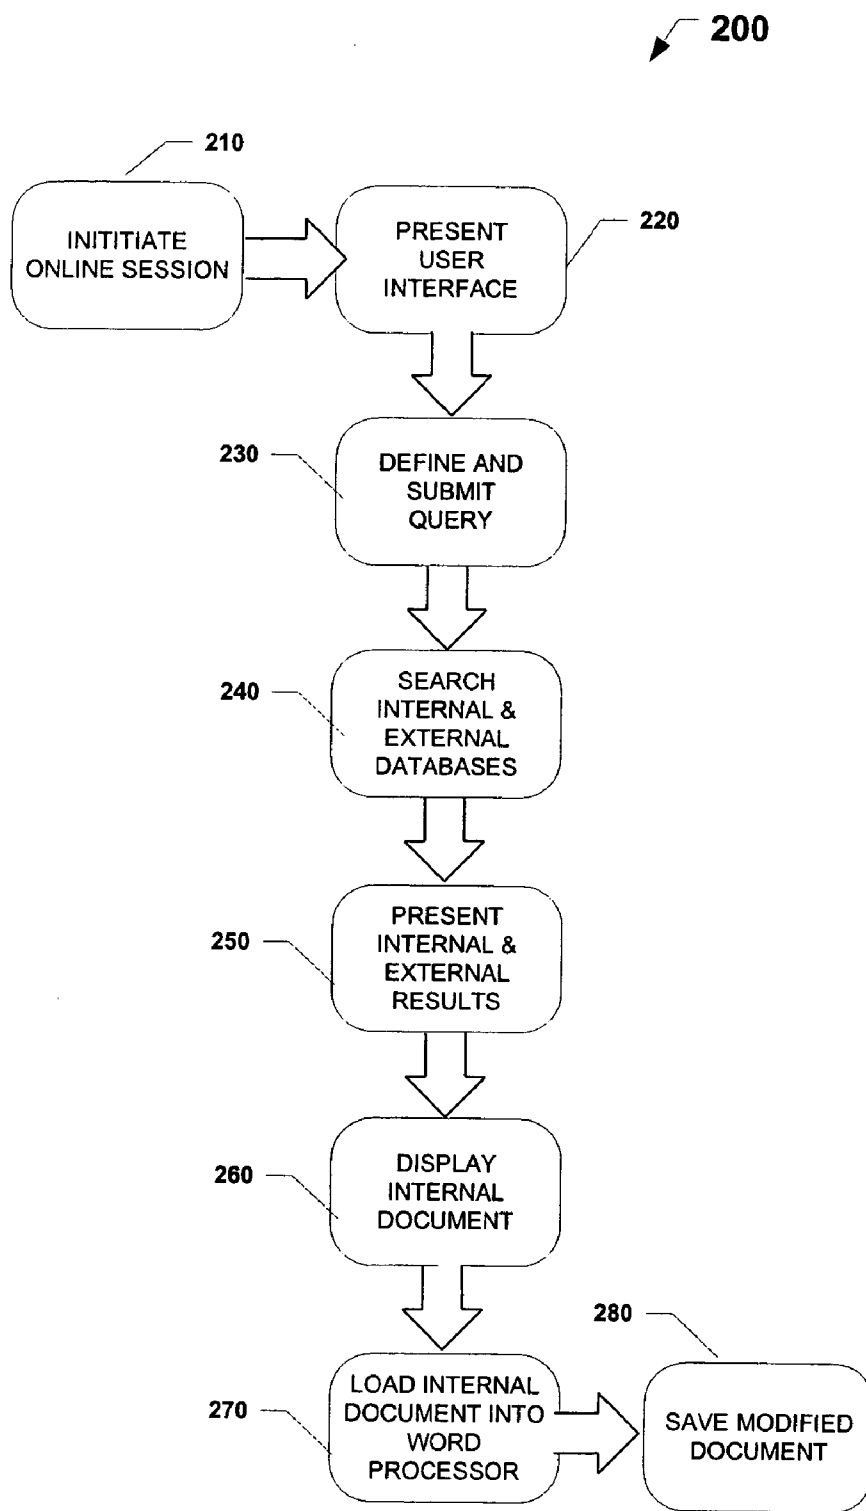 200
210
INITITIATE
ONLINE SESSION
PRESENT
USER
INTERFACE
220
230
DEFINE AND
SUBMIT
QUERY
240
SEARCH
INTERNAL &
EXTERNAL
DATABASES
250
PRESENT
INTERNAL &
EXTERNAL
RESULTS
260
DISPLAY
INTERNAL
DOCUMENT
270
LOAD INTERNAL
DOCUMENT INTO
WORD
PROCESSOR
280
SAVE MODIFIED
DOCUMENT